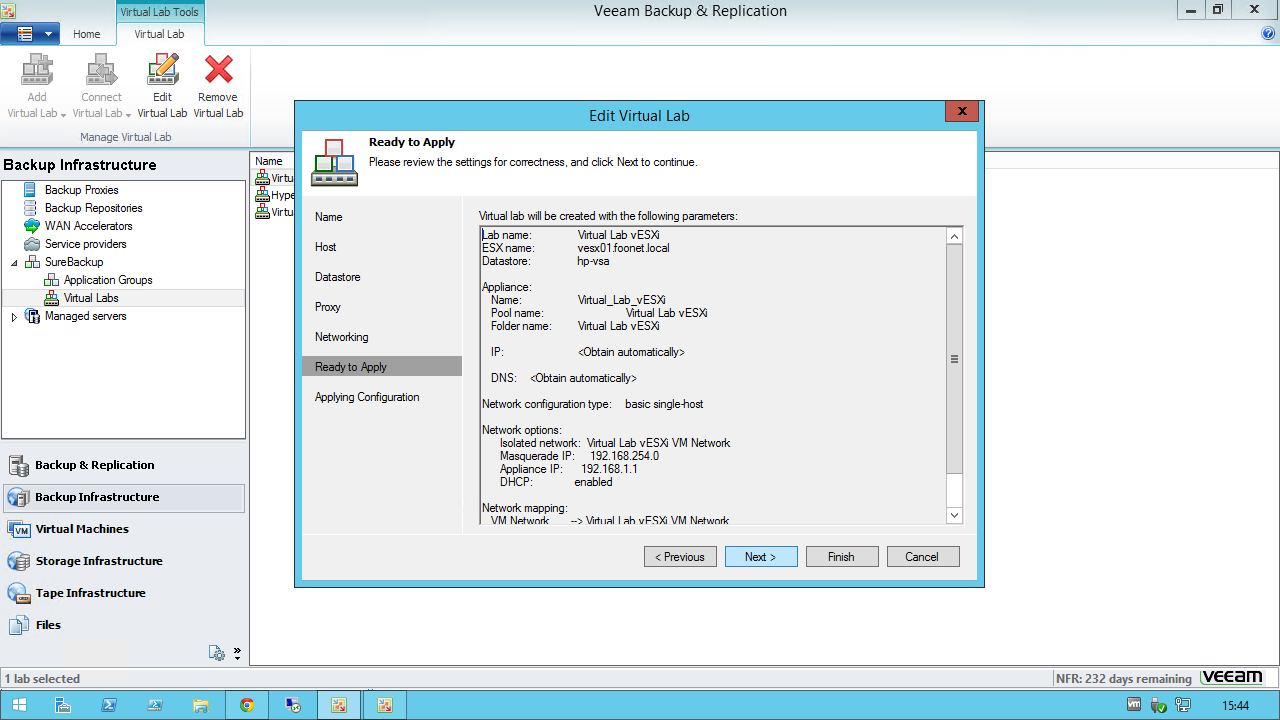 Virtual Lab Tools
Veeam Backup & Replication
Home
Virtual Lab
Add Virtual Lab
Connect Virtual Lab
Edit Virtual Lab
Remove Virtual Lab
Manage Virtual Lab
Backup Infrastructure
Backup Proxies
Backup Repositories
WAN Accelerators
Service providers
SureBackup
Application Groups
Virtual Labs
Managed servers
Backup & Replication
Backup Infrastructure
Virtual Machines
Storage Infrastructure
Tape Infrastructure
Files
Name
Virtu
Hype
Virtu
Edit Virtual Lab
Ready to Apply
Please review the settings for correctness, and click Next to continue.
Name
Host
Datastore
Proxy
Networking
Ready to Apply
Applying Configuration
Virtual lab will be created with the following parameters:
Lab name: Virtual Lab vESXi
ESX name: vesx01.foonet.local
Datastore: hp-vsa
Appliance:
Name: Virtual_Lab_vESXi
Pool name: Virtual Lab vESXi
Folder name: Virtual Lab vESXi
IP: <Obtain automatically>
DNS: <Obtain automatically>
Network configuration type: basic single-host
Network options:
Isolated network: Virtual Lab vESXi VM Network
Masquerade IP: 192.168.254.0
Appliance IP: 192.168.1.1
DHCP: enabled
Network mapping:
VM Network --> Virtual Lab vESXi VM Network
< Previous
Next >
Finish
Cancel
1 lab selected
NFR: 232 days remaining
veeam
15:44